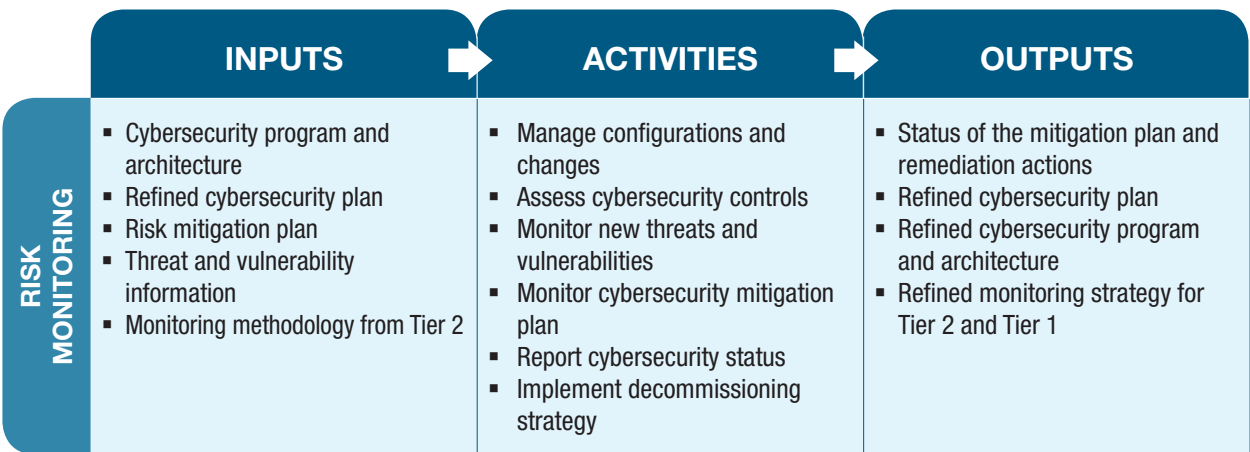 INPUTS
ACTIVITIES
OUTPUTS
RISK
MONITORING
▪ Cybersecurity program and
architecture
▪ Refined cybersecurity plan
▪ Risk mitigation plan
▪ Threat and vulnerability
information
▪ Monitoring methodology from Tier 2
▪ Manage configurations and
changes
▪ Assess cybersecurity controls
▪ Monitor new threats and
vulnerabilities
▪ Monitor cybersecurity mitigation
plan
▪ Report cybersecurity status
▪ Implement decommissioning
strategy
▪ Status of the mitigation plan and
remediation actions
▪ Refined cybersecurity plan
▪ Refined cybersecurity program
and architecture
▪ Refined monitoring strategy for
Tier 2 and Tier 1